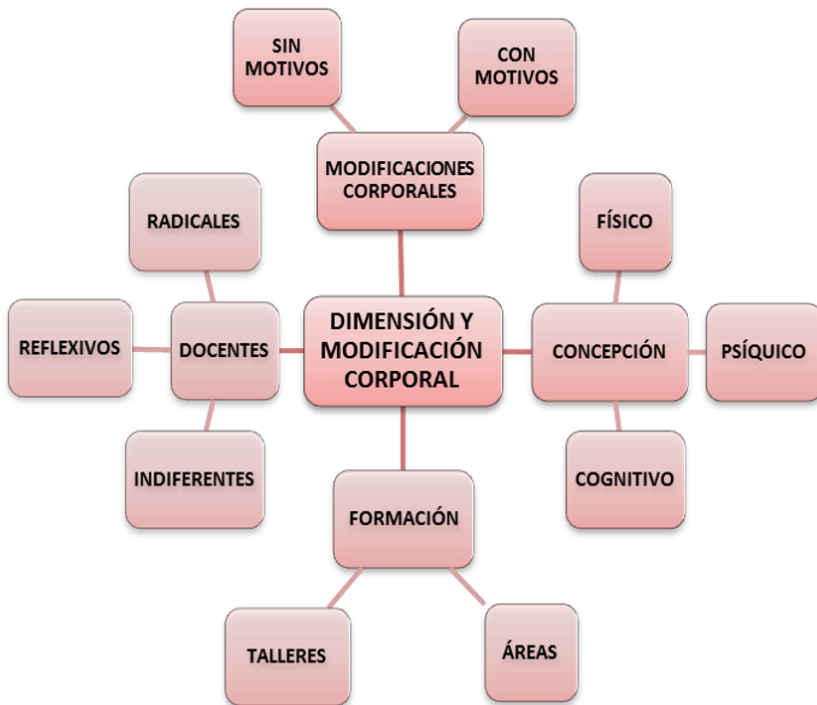 SIN
MOTIVOS
CON
MOTIVOS
MODIFICACIONES
CORPORALES
RADICALES
FÍSICO
REFLEXIVOS
DOCENTES
DIMENSIÓN Y
MODIFICACIÓN
CORPORAL
CONCEPCIÓN
PSÍQUICO
INDIFERENTES
COGNITIVO
FORMACIÓN
TALLERES
ÁREAS